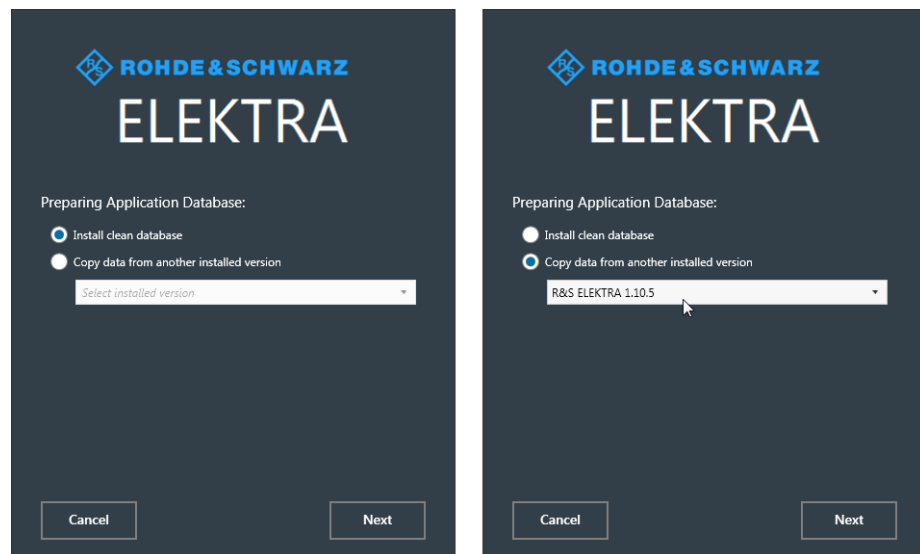 R&S ROHDE&SCHWARZ
ELEKTRA
Preparing Application Database:
Install clean database
Copy data from another installed version
Select installed version
Cancel
Next
R&S ROHDE&SCHWARZ
ELEKTRA
Preparing Application Database:
Install clean database
Copy data from another installed version
R&S ELEKTRA 1.10.5
Cancel
Next